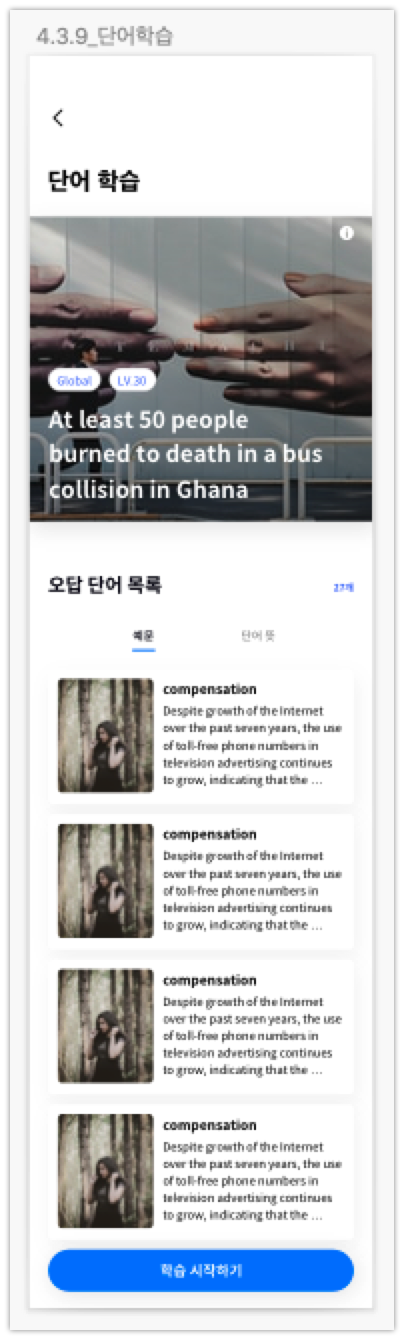 4.3.9_단어학습
단어 학습
Global
LV.30
At least 50 people
burned to death in a bus
collision in Ghana
오답 단어 목록
27개
예문
단어 뜻
compensation
Despite growth of the Internet
over the past seven years, the use
of toll-free phone numbers in
television advertising continues
to grow, indicating that the ...
compensation
Despite growth of the Internet
over the past seven years, the use
of toll-free phone numbers in
television advertising continues
to grow, indicating that the ...
compensation
Despite growth of the Internet
over the past seven years, the use
of toll-free phone numbers in
television advertising continues
to grow, indicating that the ...
compensation
Despite growth of the Internet
over the past seven years, the use
of toll-free phone numbers in
television advertising continues
to grow, indicating that the ...
학습 시작하기